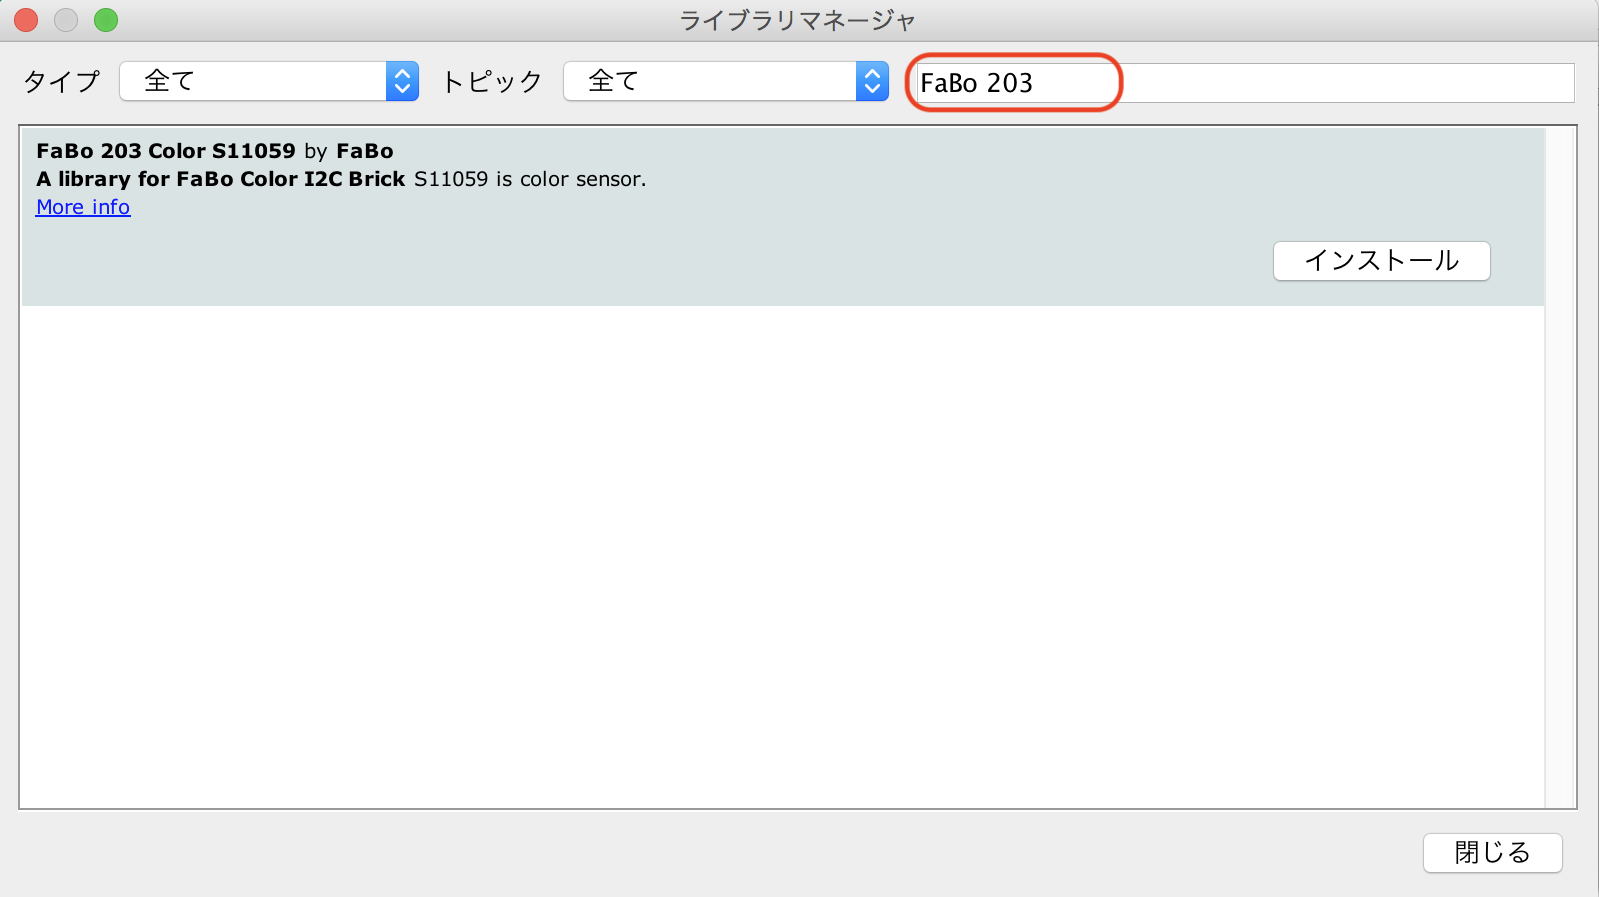 ライブラリマネージャ
タイプ 全て トピック 全て FaBo 203
FaBo 203 Color S11059 by FaBo
A library for FaBo Color I2C Brick S11059 is color sensor.
More info
インストール
閉じる